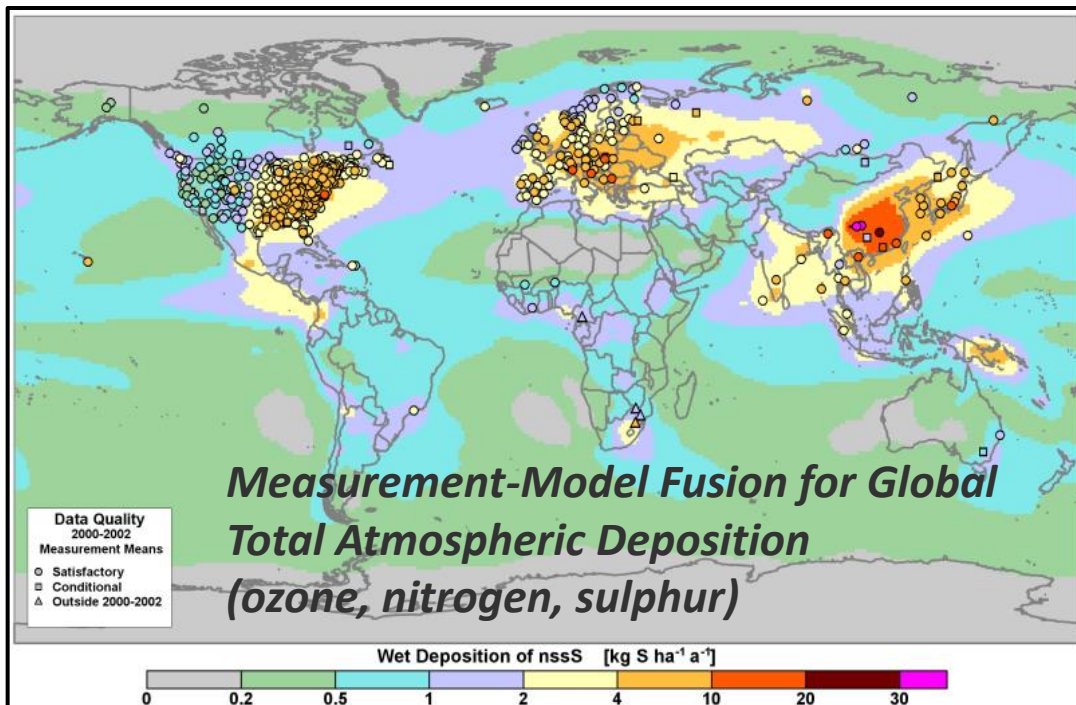 Measurement-Model Fusion for Global
Total Atmospheric Deposition
(ozone, nitrogen, sulphur)
Data Quality
2000-2002
Measurement Means
Satisfactory
Conditional
Outside 2000-2002
Wet Deposition of nssS [kg S ha⁻¹ a⁻¹]
0 0.2 0.5 1 2 4 10 20 30